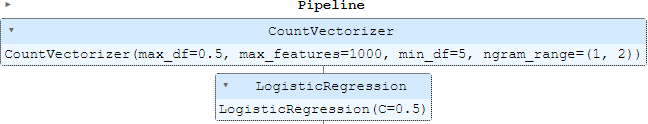 Pipeline
CountVectorizer
CountVectorizer(max_df=0.5, max_features=1000, min_df=5, ngram_range=(1, 2))
LogisticRegression
LogisticRegression(C=0.5)